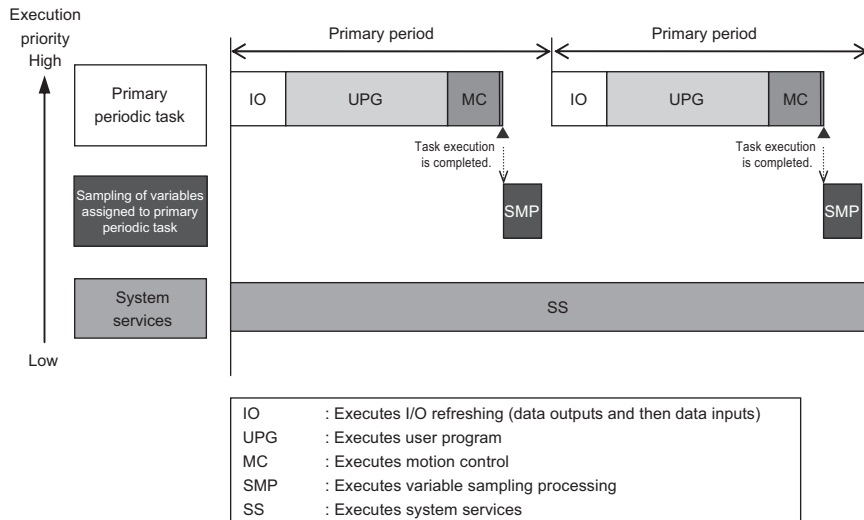 Execution
priority
High
Primary period
Primary period
Primary
periodic task
IO
UPG
MC
IO
UPG
MC
Task execution
is completed.
Task execution
is completed.
Sampling of variables
assigned to primary
periodic task
SMP
SMP
System
services
SS
Low
IO : Executes I/O refreshing (data outputs and then data inputs)
UPG : Executes user program
MC : Executes motion control
SMP : Executes variable sampling processing
SS : Executes system services